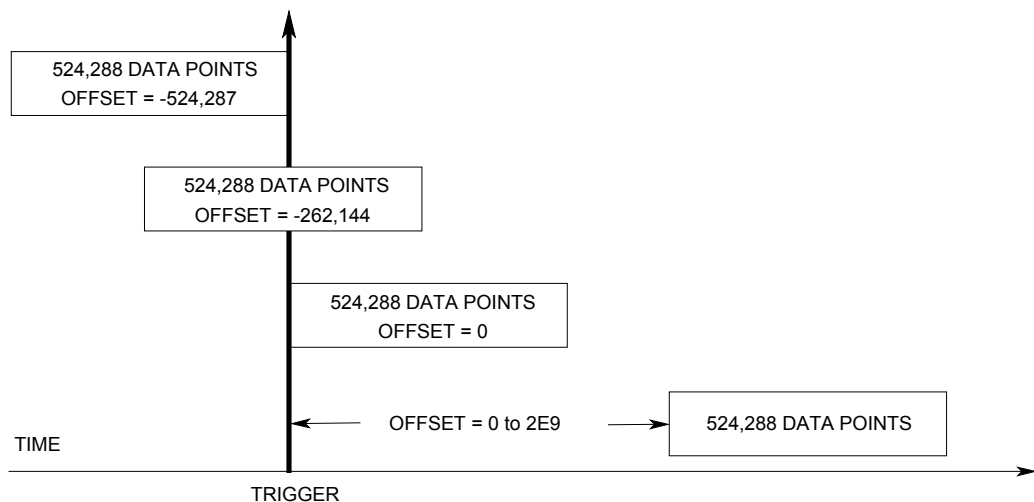 524,288 DATA POINTS
OFFSET = -524,287
524,288 DATA POINTS
OFFSET = -262,144
524,288 DATA POINTS
OFFSET = 0
OFFSET = 0 to 2E9
524,288 DATA POINTS
TIME
TRIGGER